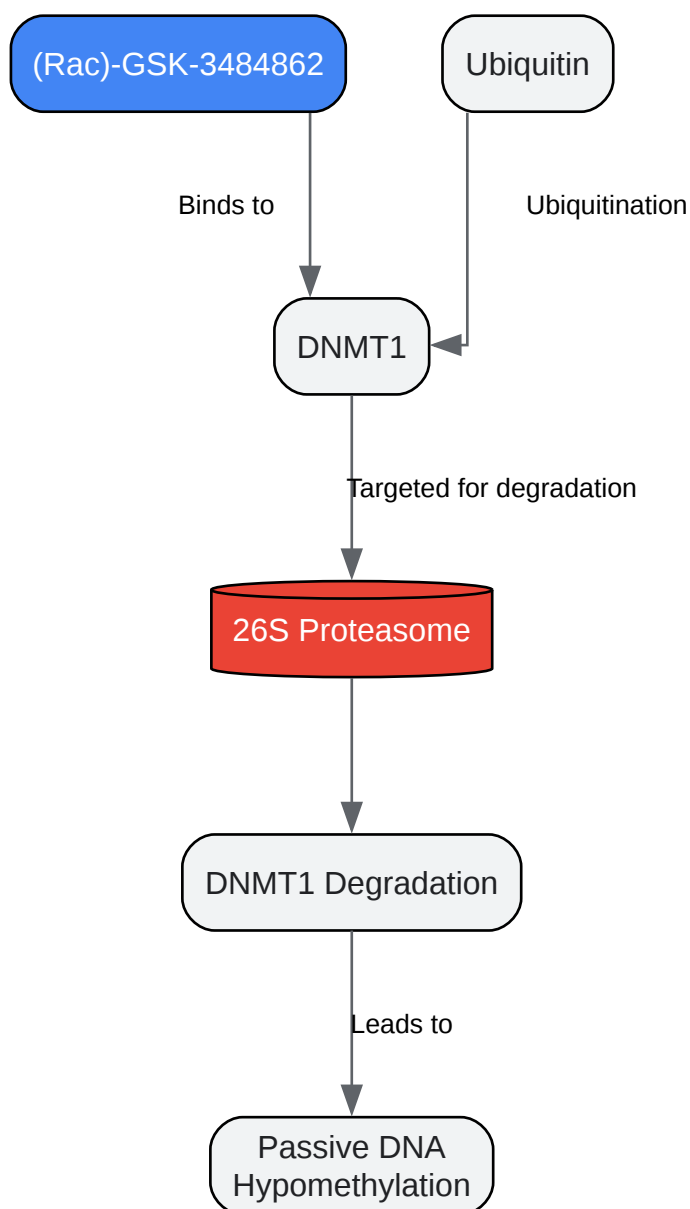 (Rac)-GSK-3484862
Ubiquitin
Binds to
Ubiquitination
DNMT1
Targeted for degradation
26S Proteasome
DNMT1 Degradation
Leads to
Passive DNA
Hypomethylation